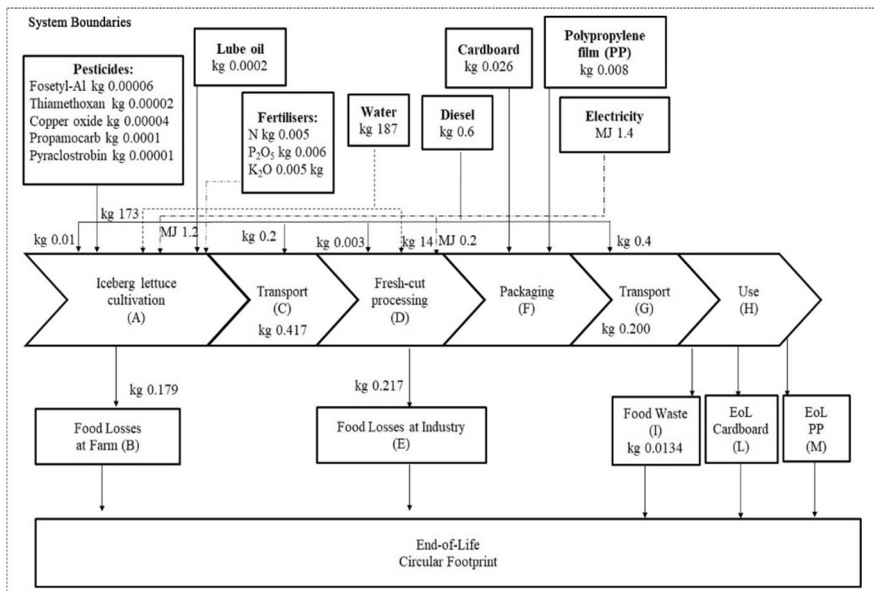 System Boundaries
Pesticides:
Fosetyl-Al kg 0.00006
Thiamethoxan kg 0.00002
Copper oxide kg 0.00004
Propamocarb kg 0.0001
Pyraclostrobin kg 0.00001
Lube oil
kg 0.0002
Fertilisers:
N kg 0.005
P₂O₅ kg 0.006
K₂O 0.005 kg
Water
kg 187
Diesel
kg 0.6
Cardboard
kg 0.026
Polypropylene
film (PP)
kg 0.008
Electricity
MJ 1.4
kg 0.01
kg 173
MJ 1.2
kg 0.2
kg 0.003
kg 14
MJ 0.2
kg 0.4
Iceberg lettuce
cultivation
(A)
Transport
(C)
kg 0.417
Fresh-cut
processing
(D)
Packaging
(F)
Transport
(G)
kg 0.200
Use
(H)
kg 0.179
kg 0.217
Food Losses
at Farm (B)
Food Losses at Industry
(E)
Food Waste
(I)
kg 0.0134
EoL
Cardboard
(L)
EoL
PP
(M)
End-of-Life
Circular Footprint